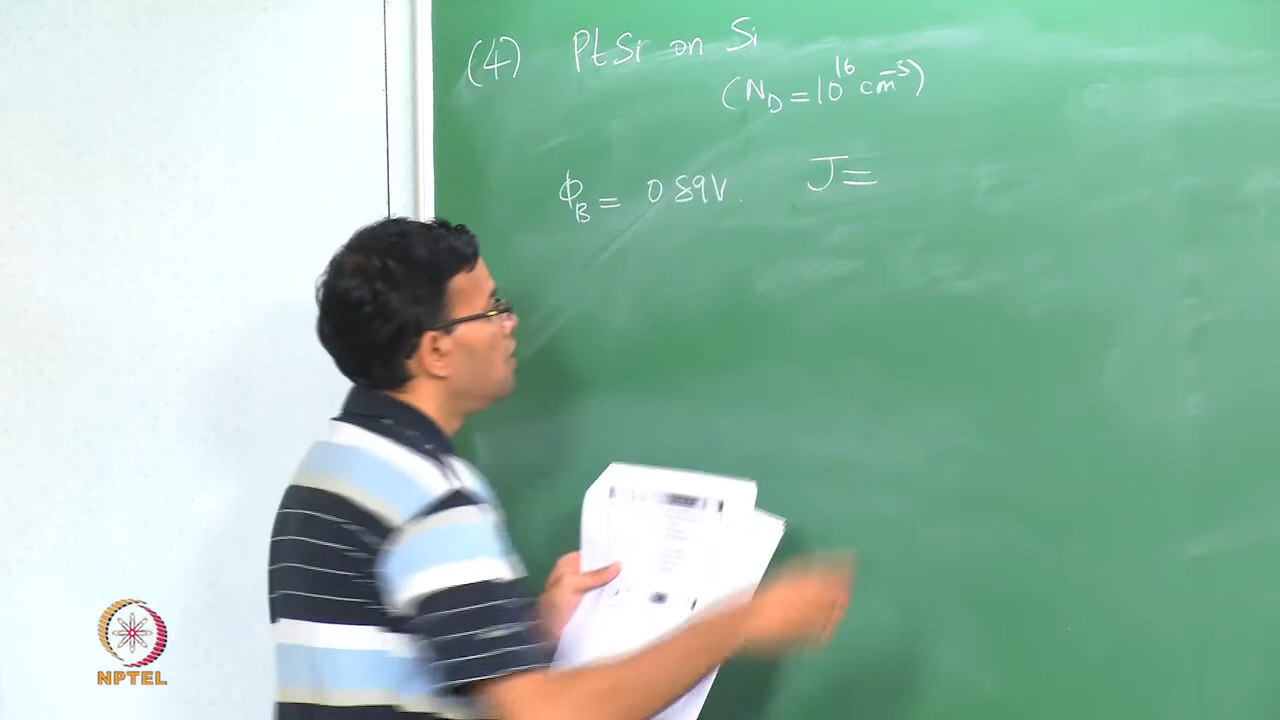 (4) PtSi on Si
(N_D = 10^16 cm^-3)
ϕ_B = 0.89V. J =
NPTEL